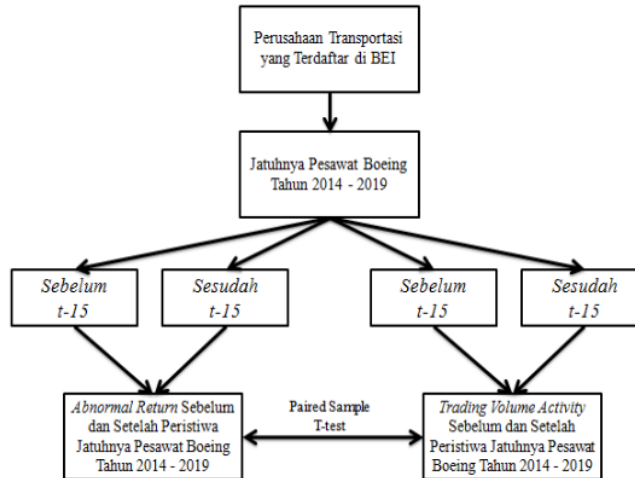 Perusahaan Transportasi
yang Terdaftar di BEI
Jatuhnya Pesawat Boeing
Tahun 2014 - 2019
Sebelum
t-15
Sesudah
t-15
Sebelum
t-15
Sesudah
t-15
Abnormal Return Sebelum
dan Setelah Peristiwa
Jatuhnya Pesawat Boeing
Tahun 2014 - 2019
Paired Sample
T-test
Trading Volume Activity
Sebelum dan Setelah
Peristiwa Jatuhnya Pesawat
Boeing Tahun 2014 - 2019